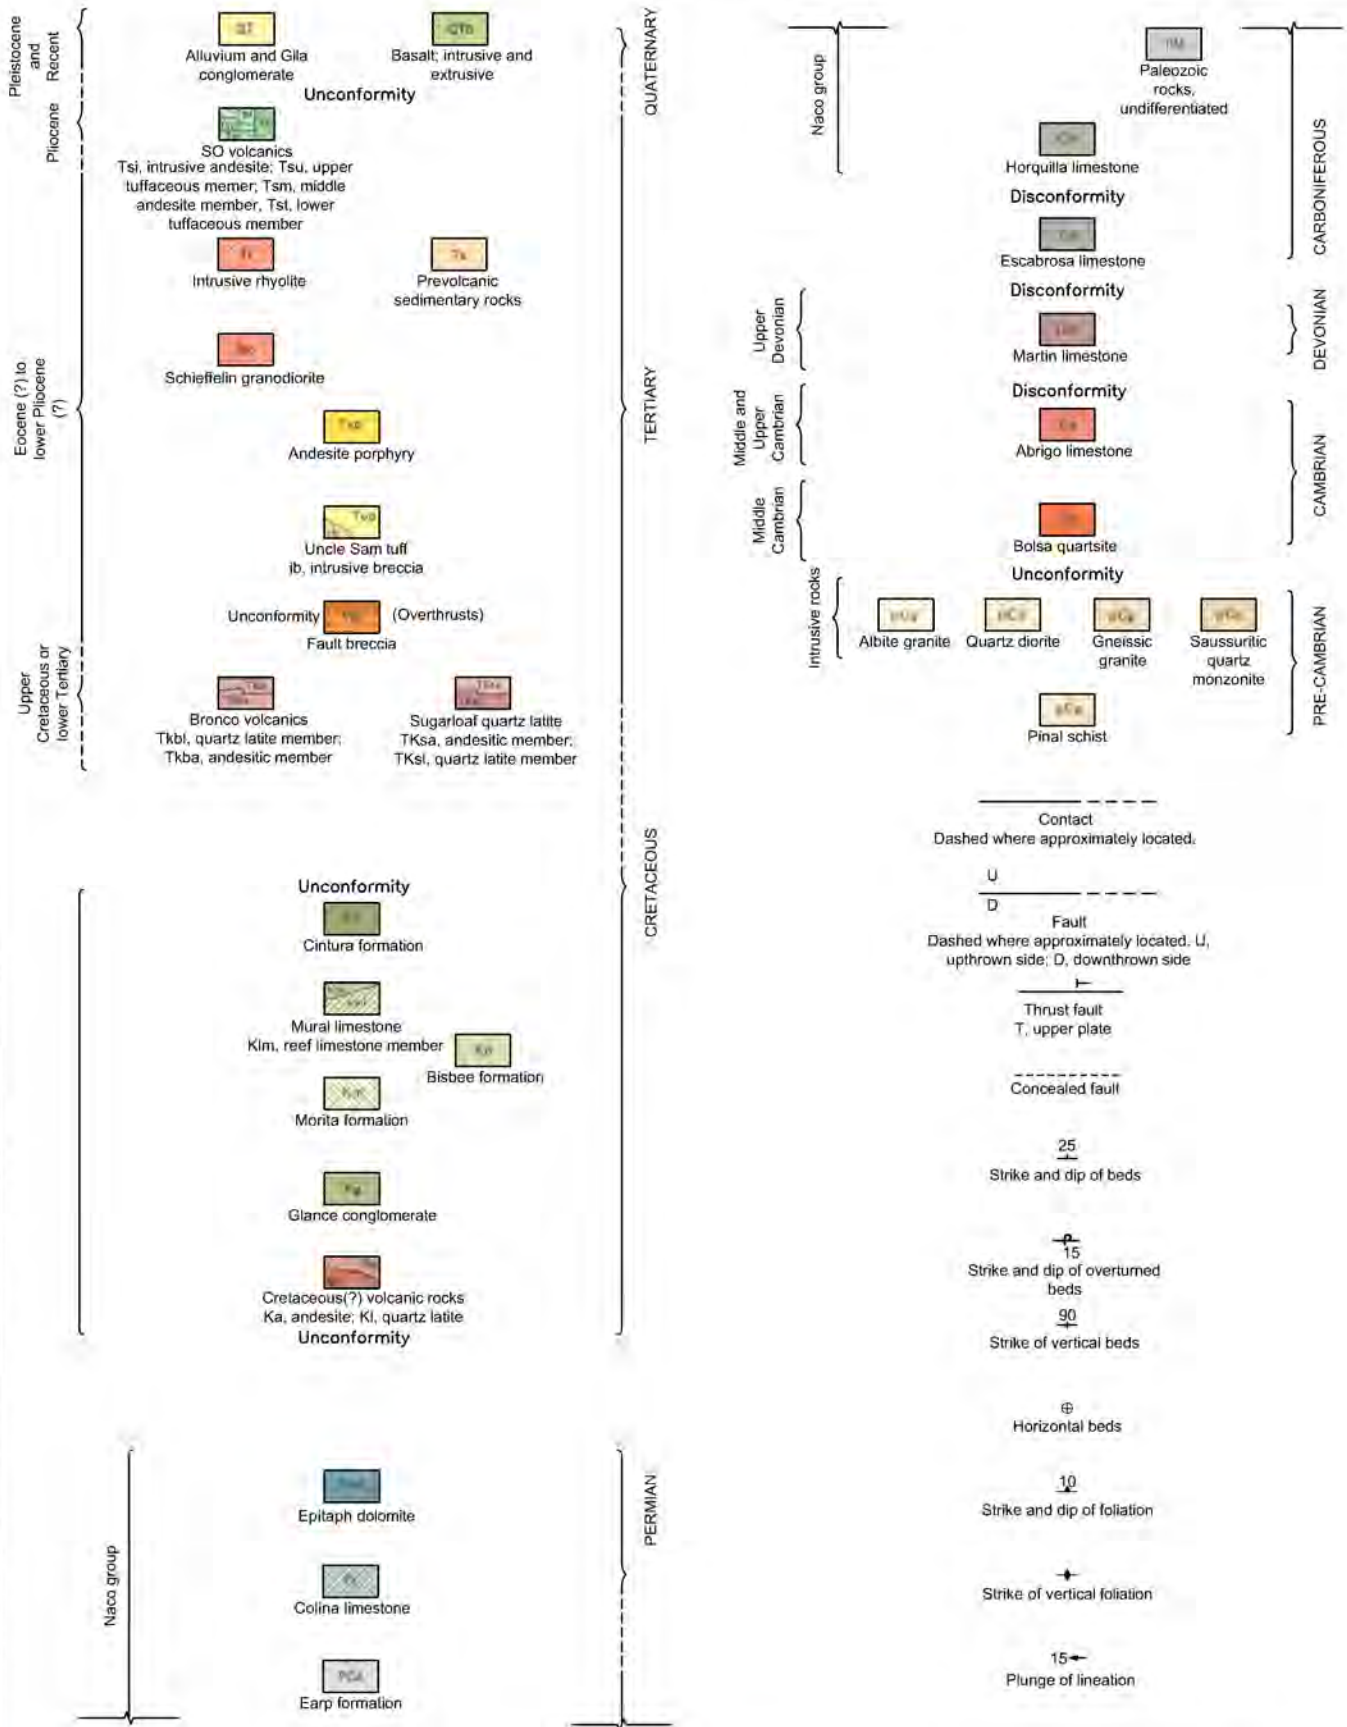 Pleistocene
and
Recent
QT
Alluvium and Gila
conglomerate
QTb
Basalt; intrusive and
extrusive
QUATERNARY
Unconformity
Pliocene
SO volcanics
Tsi, intrusive andesite; Tsu, upper
tuffaceous memer; Tsm, middle
andesite member, Tst, lower
tuffaceous member
Intrusive rhyolite
Prevolcanic
sedimentary rocks
Eocene (?) to
lower Pliocene
(?)
Schieffelin granodiorite
TERTIARY
Andesite porphyry
Uncle Sam tuff
ib, intrusive breccia
Unconformity
(Overthrusts)
Fault breccia
Upper
Cretaceous or
lower Tertiary
Bronco volcanics
Tkbl, quartz latite member;
Tkba, andesitic member
Sugarloaf quartz latite
TKsa, andesitic member;
TKsl, quartz latite member
CRETACEOUS
Unconformity
Cintura formation
Mural limestone
Klm, reef limestone member
Bisbee formation
Morita formation
Glance conglomerate
Cretaceous(?) volcanic rocks
Ka, andesite; Kl, quartz latite
Unconformity
Naco group
PERMIAN
Epitaph dolomite
Colina limestone
Earp formation
Naco group
Paleozoic
rocks,
undifferentiated
CARBONIFEROUS
Horquilla limestone
Disconformity
Escabrosa limestone
Disconformity
Upper
Devonian
Martin limestone
DEVONIAN
Disconformity
Middle and
Upper
Cambrian
Abrigo limestone
CAMBRIAN
Middle
Cambrian
Bolsa quartsite
Unconformity
Intrusive rocks
Albite granite
Quartz diorite
Gneissic
granite
Saussuritic
quartz
monzonite
PRE-CAMBRIAN
Pinal schist
Contact
Dashed where approximately located.
U
D
Fault
Dashed where approximately located. U,
upthrown side; D, downthrown side
T
Thrust fault
T, upper plate
Concealed fault
25
Strike and dip of beds
15
Strike and dip of overturned
beds
90
Strike of vertical beds
Horizontal beds
10
Strike and dip of foliation
Strike of vertical foliation
15
Plunge of lineation